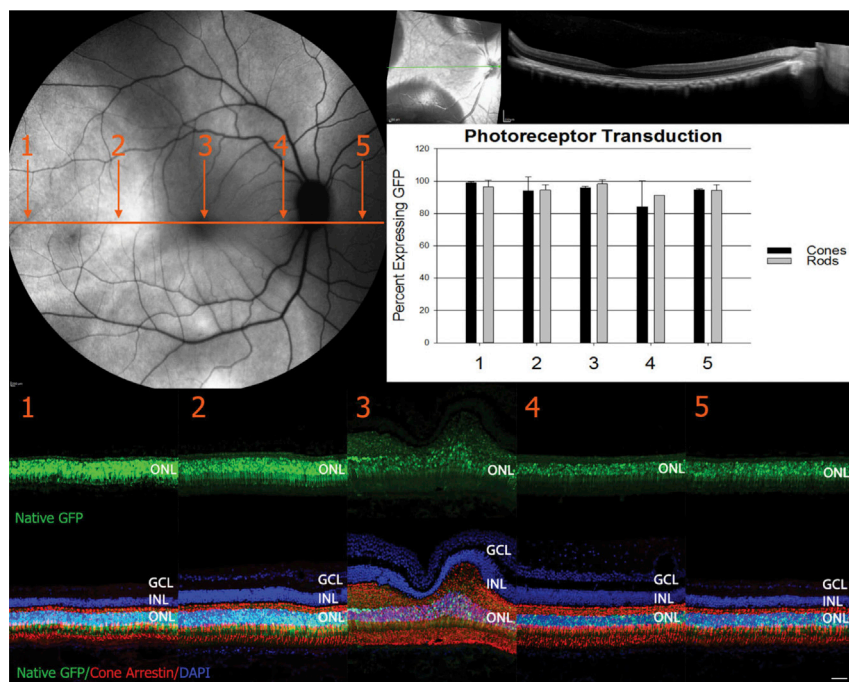 1 2 3 4 5
Photoreceptor Transduction
Percent Expressing GFP
120
100
80
60
40
20
0
1 2 3 4 5
Cones
Rods
1 2 3 4 5
ONL ONL ONL ONL ONL
Native GFP
GCL GCL GCL GCL GCL
INL INL INL INL INL
ONL ONL ONL ONL ONL
Native GFP/Cone Arrestin/DAPI